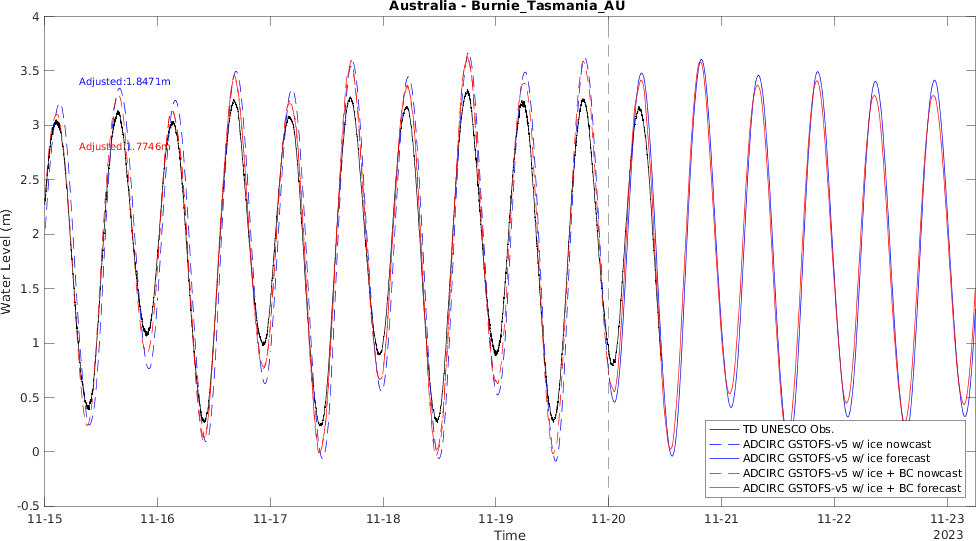 Australia - Burnie_Tasmania_AU
4
3.5
3
2.5
2
1.5
1
0.5
0
-0.5
Water Level (m)
Adjusted:1.8471m
Adjusted:1.7746m
TD UNESCO Obs.
ADCIRC GSTOFS-v5 w/ ice nowcast
ADCIRC GSTOFS-v5 w/ ice forecast
ADCIRC GSTOFS-v5 w/ ice + BC nowcast
ADCIRC GSTOFS-v5 w/ ice + BC forecast
11-15 11-16 11-17 11-18 11-19 11-20 11-21 11-22 11-23
Time 2023